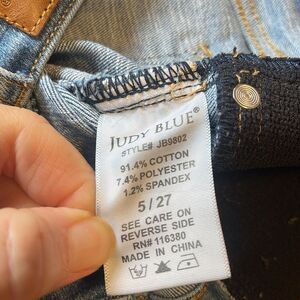 JUDY BLUE®
STYLE# JB9802
91.4% COTTON
7.4% POLYESTER
1.2% SPANDEX
5 / 27
SEE CARE ON
REVERSE SIDE
RN# 116380
MADE IN CHINA